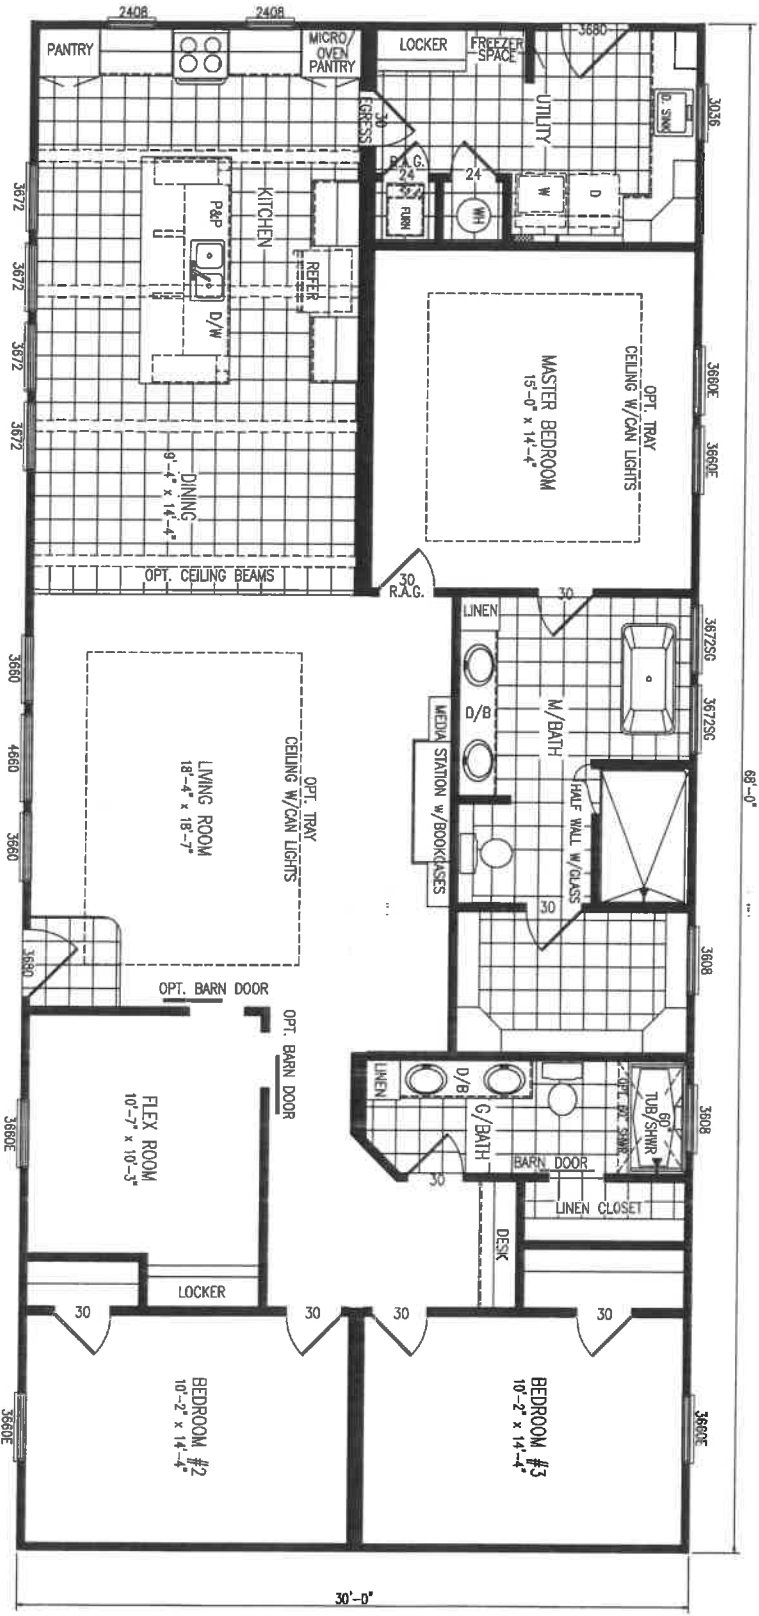 2408
2408
PANTRY
MICRO/
OVEN
PANTRY
LOCKER
FREEZER
SPACE
3680
30
EGRESS
UTILITY
D. SINK
3036
R.A.G.
24
24
FURN
WH
W
D
3672
3672
3672
3672
KITCHEN
P&P
D/W
REFER
OPT. TRAY
CEILING W/CAN LIGHTS
MASTER BEDROOM
15'-0" x 14'-4"
3660E
3660E
DINING
9'-4" x 14'-4"
OPT. CEILING BEAMS
30
R.A.G.
30
LINEN
D/B
M/BATH
3672SG
3672SG
68'-0"
3660
4660
3660
OPT. TRAY
CEILING W/CAN LIGHTS
LIVING ROOM
18'-4" x 18'-7"
MEDIA STATION w/BOOKCASES
HALF WALL W/GLASS
30
3608
3680
OPT. BARN DOOR
OPT. BARN DOOR
FLEX ROOM
10'-7" x 10'-3"
3660E
LINEN
D/B
G/BATH
60"
TUB/SHWR
3608
30
BARN DOOR
LINEN CLOSET
DESK
LOCKER
30
30
30
30
BEDROOM #2
10'-2" x 14'-4"
BEDROOM #3
10'-2" x 14'-4"
3660E
3660E
30'-0"